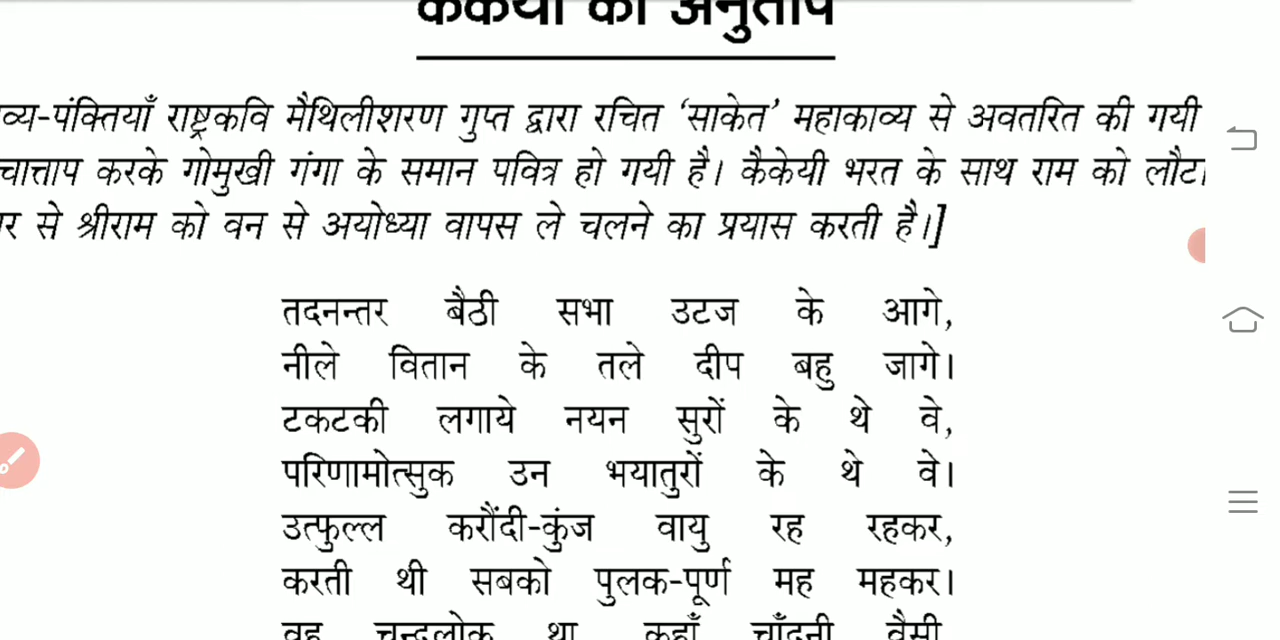 कैकेयी का अनुताप
व्य-पंक्तियाँ राष्ट्रकवि मैथिलीशरण गुप्त द्वारा रचित ‘साकेत’ महाकाव्य से अवतरित की गयी
चात्ताप करके गोमुखी गंगा के समान पवित्र हो गयी है। कैकेयी भरत के साथ राम को लौटा
र से श्रीराम को वन से अयोध्या वापस ले चलने का प्रयास करती है।]
तदनन्तर बैठी सभा उटज के आगे,
नीले वितान के तले दीप बहु जागे।
टकटकी लगाये नयन सुरों के थे वे,
परिणामोत्सुक उन भयातुरों के थे वे।
उत्फुल्ल करौंदी-कुंज वायु रह रहकर,
करती थी सबको पुलक-पूर्ण मह महकर।
वह चन्द्रलोक था कहाँ चाँदनी वैसी